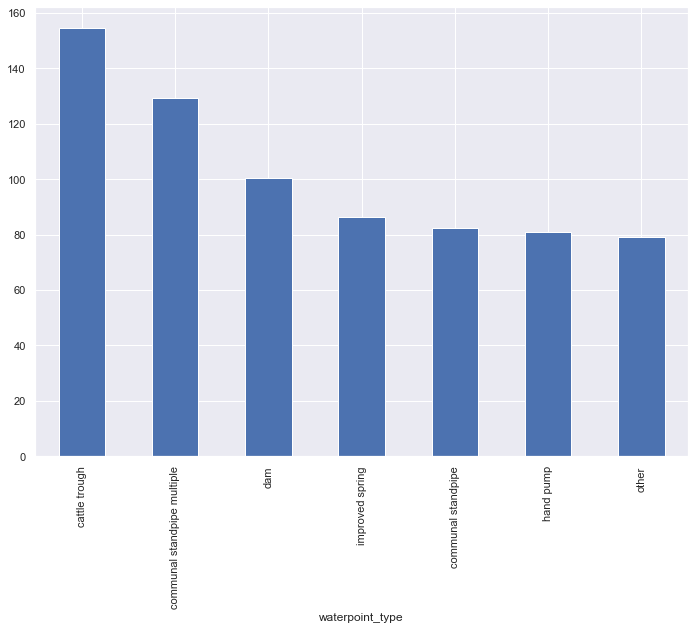 160
140
120
100
80
60
40
20
0
cattle trough
communal standpipe multiple
dam
improved spring
communal standpipe
hand pump
other
waterpoint_type